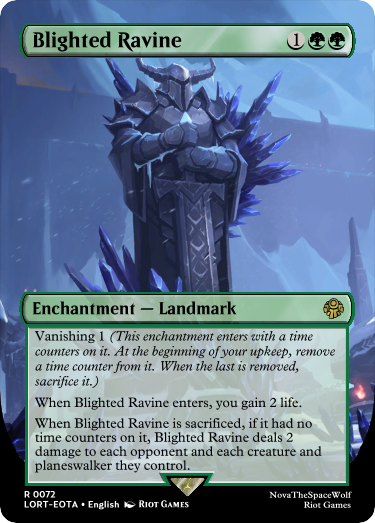 Blighted Ravine 1
Enchantment — Landmark
Vanishing 1 (This enchantment enters with a time
counters on it. At the beginning of your upkeep, remove
a time counter from it. When the last is removed,
sacrifice it.)
When Blighted Ravine enters, you gain 2 life.
When Blighted Ravine is sacrificed, if it had no
time counters on it, Blighted Ravine deals 2
damage to each opponent and each creature and
planeswalker they control.
R 0072 NovaTheSpaceWolf
LORT-EOTA • English Riot Games Riot Games